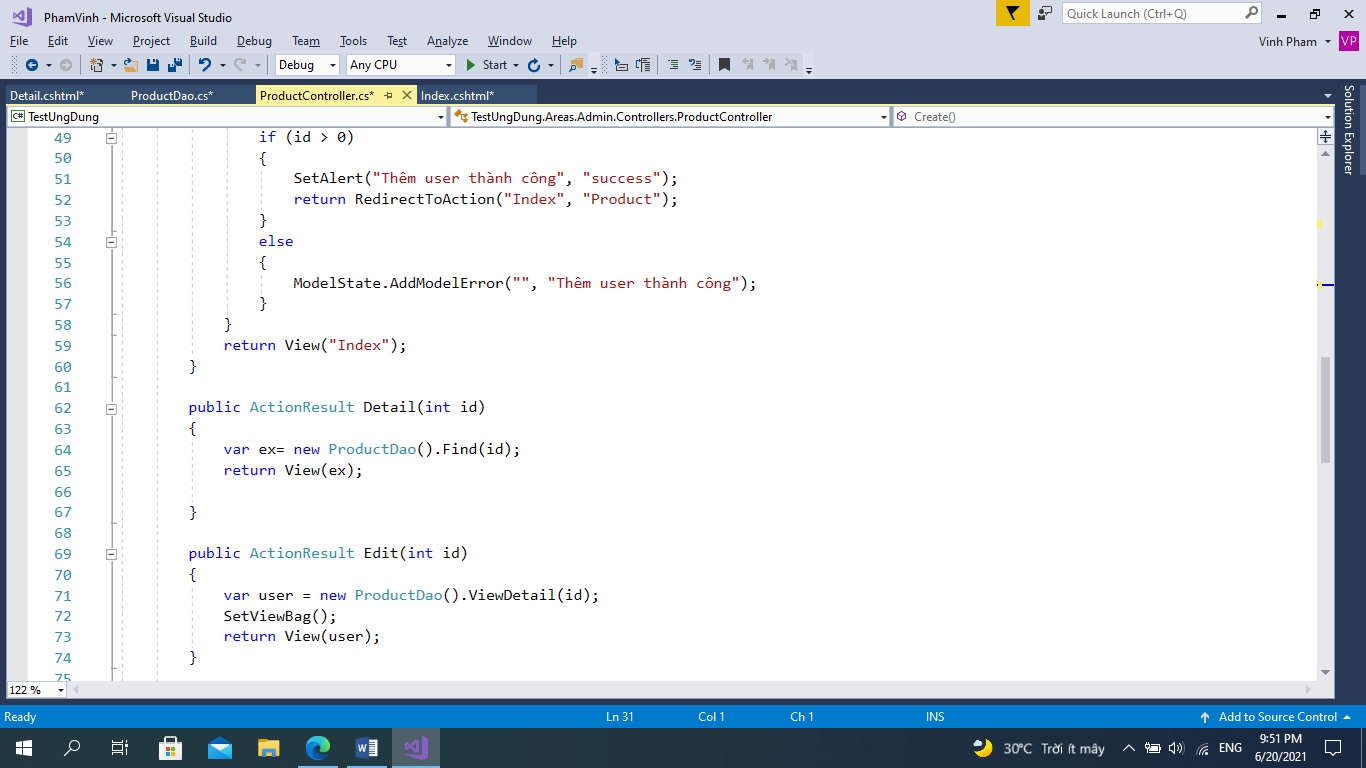 PhamVinh - Microsoft Visual Studio
Quick Launch (Ctrl+Q)
File Edit View Project Build Debug Team Tools Test Analyze Window Help
Vinh Pham VP
Debug Any CPU Start
Detail.cshtml* ProductDao.cs* ProductController.cs* Index.cshtml*
Solution Explorer
C# TestUngDung TestUngDung.Areas.Admin.Controllers.ProductController Create()
49 if (id > 0)
50 {
51 SetAlert("Thêm user thành công", "success");
52 return RedirectToAction("Index", "Product");
53 }
54 else
55 {
56 ModelState.AddModelError("", "Thêm user thành công");
57 }
58 }
59 return View("Index");
60 }
61
62 public ActionResult Detail(int id)
63 {
64 var ex= new ProductDao().Find(id);
65 return View(ex);
66
67 }
68
69 public ActionResult Edit(int id)
70 {
71 var user = new ProductDao().ViewDetail(id);
72 SetViewBag();
73 return View(user);
74 }
75
122 %
Ready Ln 31 Col 1 Ch 1 INS Add to Source Control
30°C Trời ít mây ENG 9:51 PM
6/20/2021